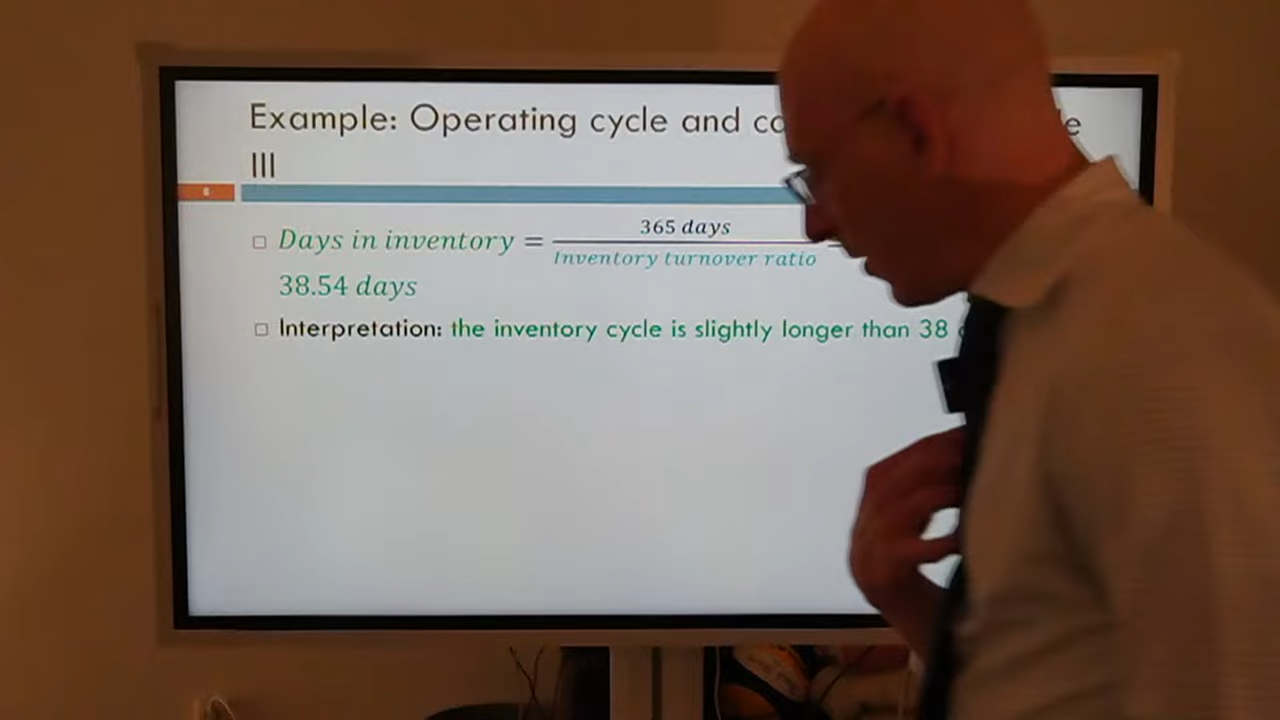 Example: Operating cycle and
III
8
Days in inventory = 365 days / Inventory turnover ratio
38.54 days
Interpretation: the inventory cycle is slightly longer than 38